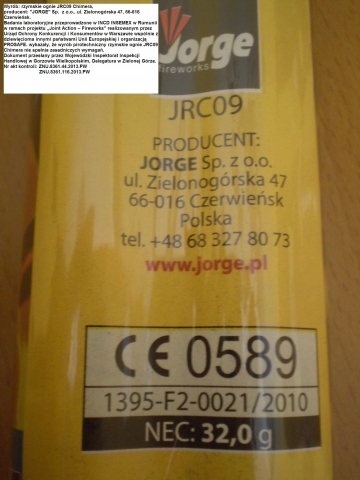 Wyrób: rzymskie ognie JRC09 Chimera,
producent: "JORGE" Sp. z o.o., ul. Zielonogórska 47, 66-616
Czerwieńsk.
Badania laboratoryjne przeprowadzone w INCD INSEMEX w Rumunii
w ramach projektu „Joint Action – Fireworks” realizowanym przez
Urząd Ochrony Konkurencji i Konsumentów w Warszawie wspólnie z
dziewięcioma innymi państwami Unii Europejskiej i organizacją
PROSAFE. wykazały, że wyrób pirotechniczny rzymskie ognie JRC09
Chimera nie spełnia zasadniczych wymagań.
Dokument przesłany przez Wojewódzki Inspektorat Inspekcji
Handlowej w Gorzowie Wielkopolskim, Delegatura w Zielonej Górze.
Nr akt kontroli: ZNU.8361.44.2013.PW
ZNU.8361.116.2013.PW
Jorge
fireworks
JRC09
PRODUCENT:
JORGE Sp. z o.o.
ul. Zielonogórska 47
66-016 Czerwieńsk
Polska
tel. +48 68 327 80 73
www.jorge.pl
CE 0589
1395-F2-0021/2010
NEC: 32,0 g